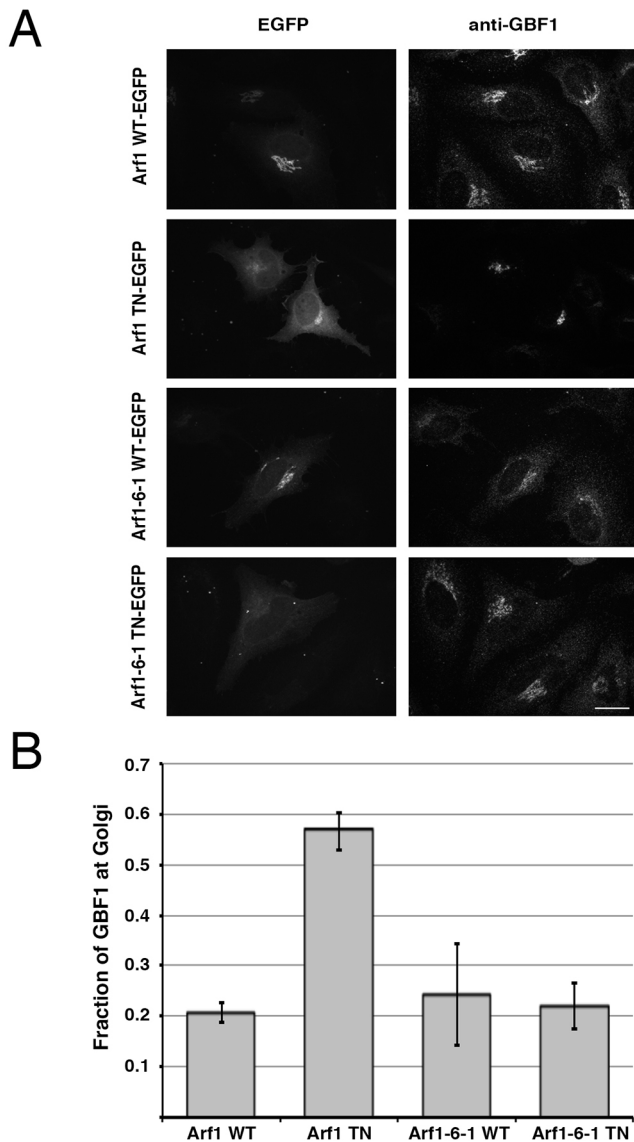 A
EGFP
anti-GBF1
Arf1 WT-EGFP
Arf1 TN-EGFP
Arf1-6-1 WT-EGFP
Arf1-6-1 TN-EGFP
B
Fraction of GBF1 at Golgi
0.7
0.6
0.5
0.4
0.3
0.2
0.1
Arf1 WT
Arf1 TN
Arf1-6-1 WT
Arf1-6-1 TN